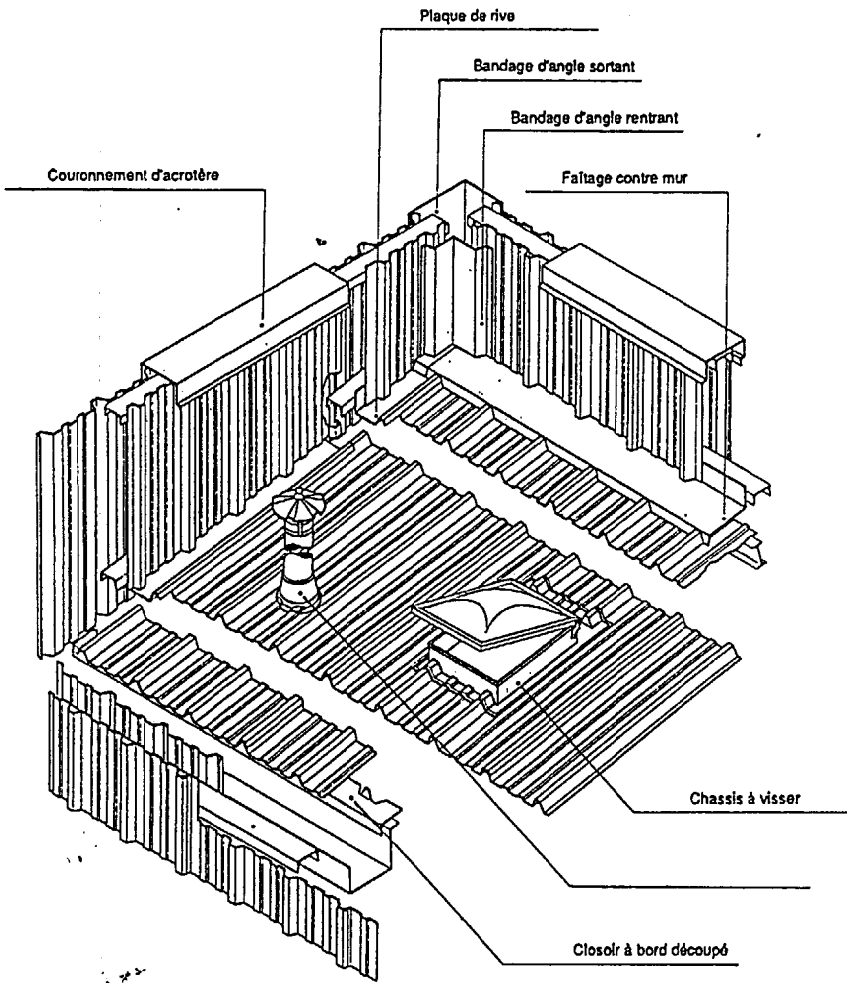 Plaque de rive
Bandage d'angle sortant
Bandage d'angle rentrant
Couronnement d'acrotère
Faîtage contre mur
Chassis à visser
Closoir à bord découpé